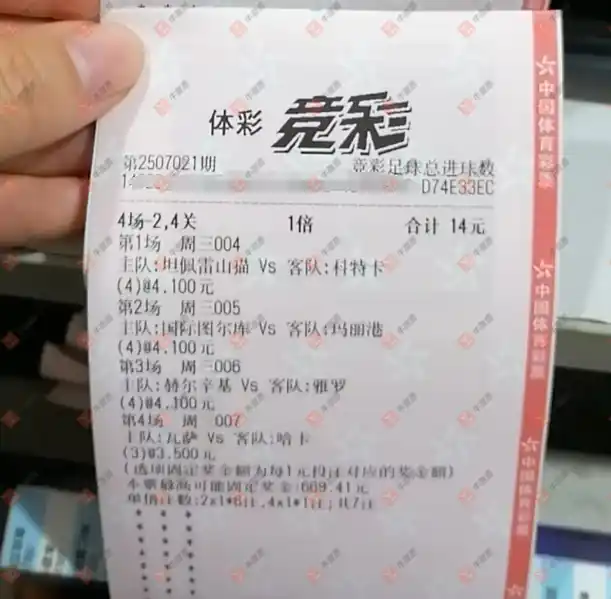 体彩 竞彩
第2507021期 竞彩足球总进球数
D74E33EC
4场-2,4关 1倍 合计 14元
第1场 周三004
主队:坦佩雷山猫 Vs 客队:科特卡
(4)@4.100元
第2场 周三005
主队:国际图尔库 Vs 客队:玛丽港
(4)@4.100元
第3场 周三006
主队:赫尔辛基 Vs 客队:雅罗
(4)@4.100元
第4场 周三007
主队:瓦萨 Vs 客队:哈卡
(3)@3.500元
(选项固定奖金额为每1元投注对应的奖金额)
本票最高可能固定奖金:669.41元
单倍注数:2x1*6注,4x1*1注;共7注
中国体育彩票
中国体育彩票
中国体育彩票